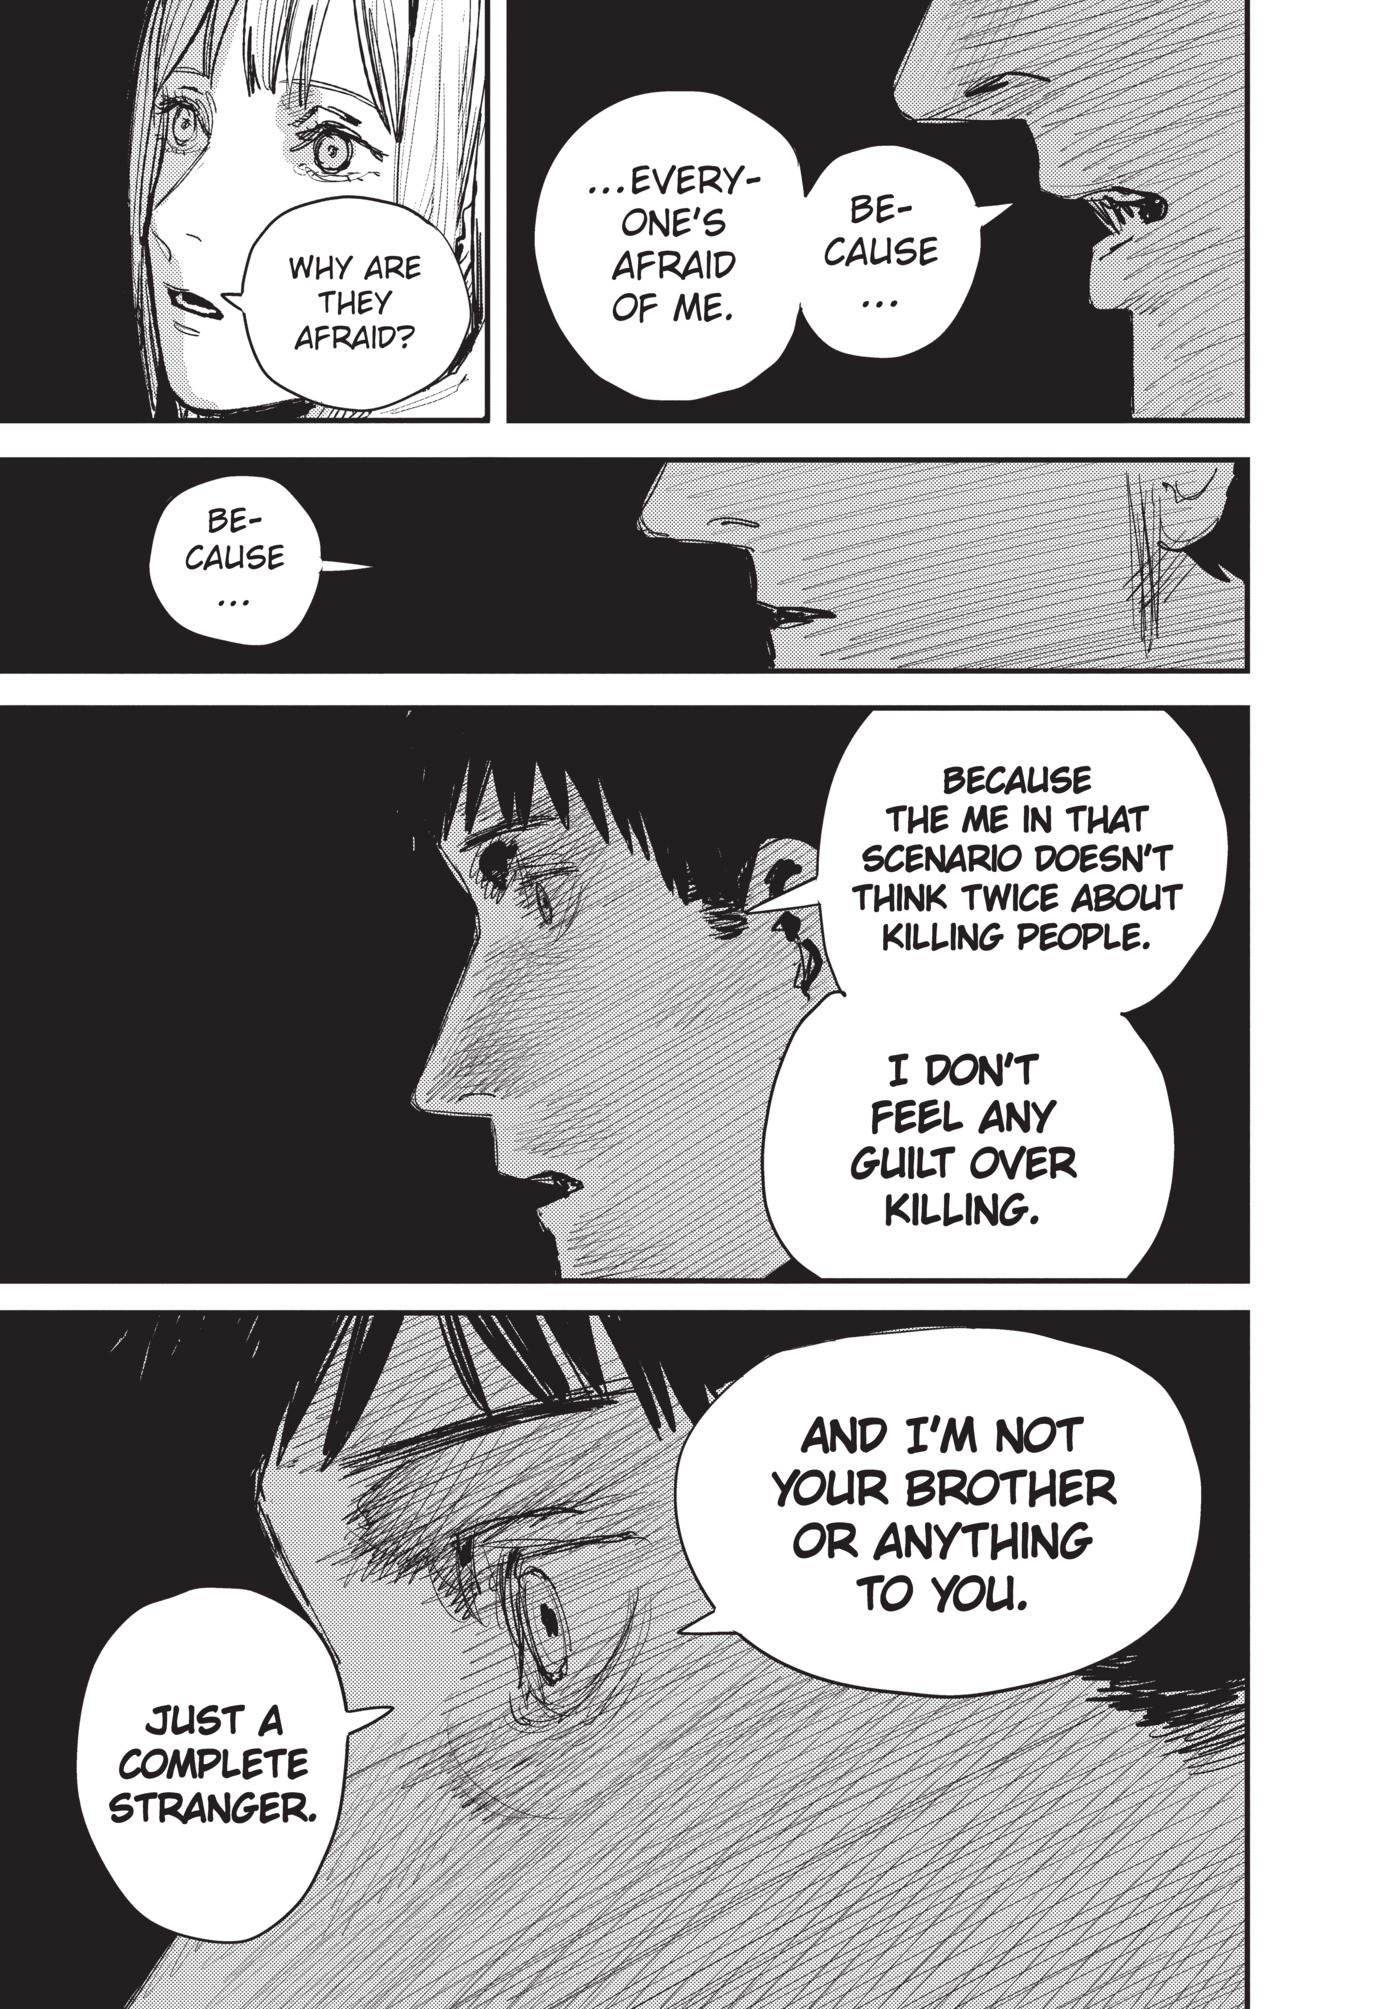 BE-
CAUSE
...
...EVERY-
ONE'S
AFRAID
OF ME.
WHY ARE
THEY
AFRAID?
BE-
CAUSE
...
BECAUSE
THE ME IN THAT
SCENARIO DOESN'T
THINK TWICE ABOUT
KILLING PEOPLE.
I DON'T
FEEL ANY
GUILT OVER
KILLING.
AND I'M NOT
YOUR BROTHER
OR ANYTHING
TO YOU.
JUST A
COMPLETE
STRANGER.